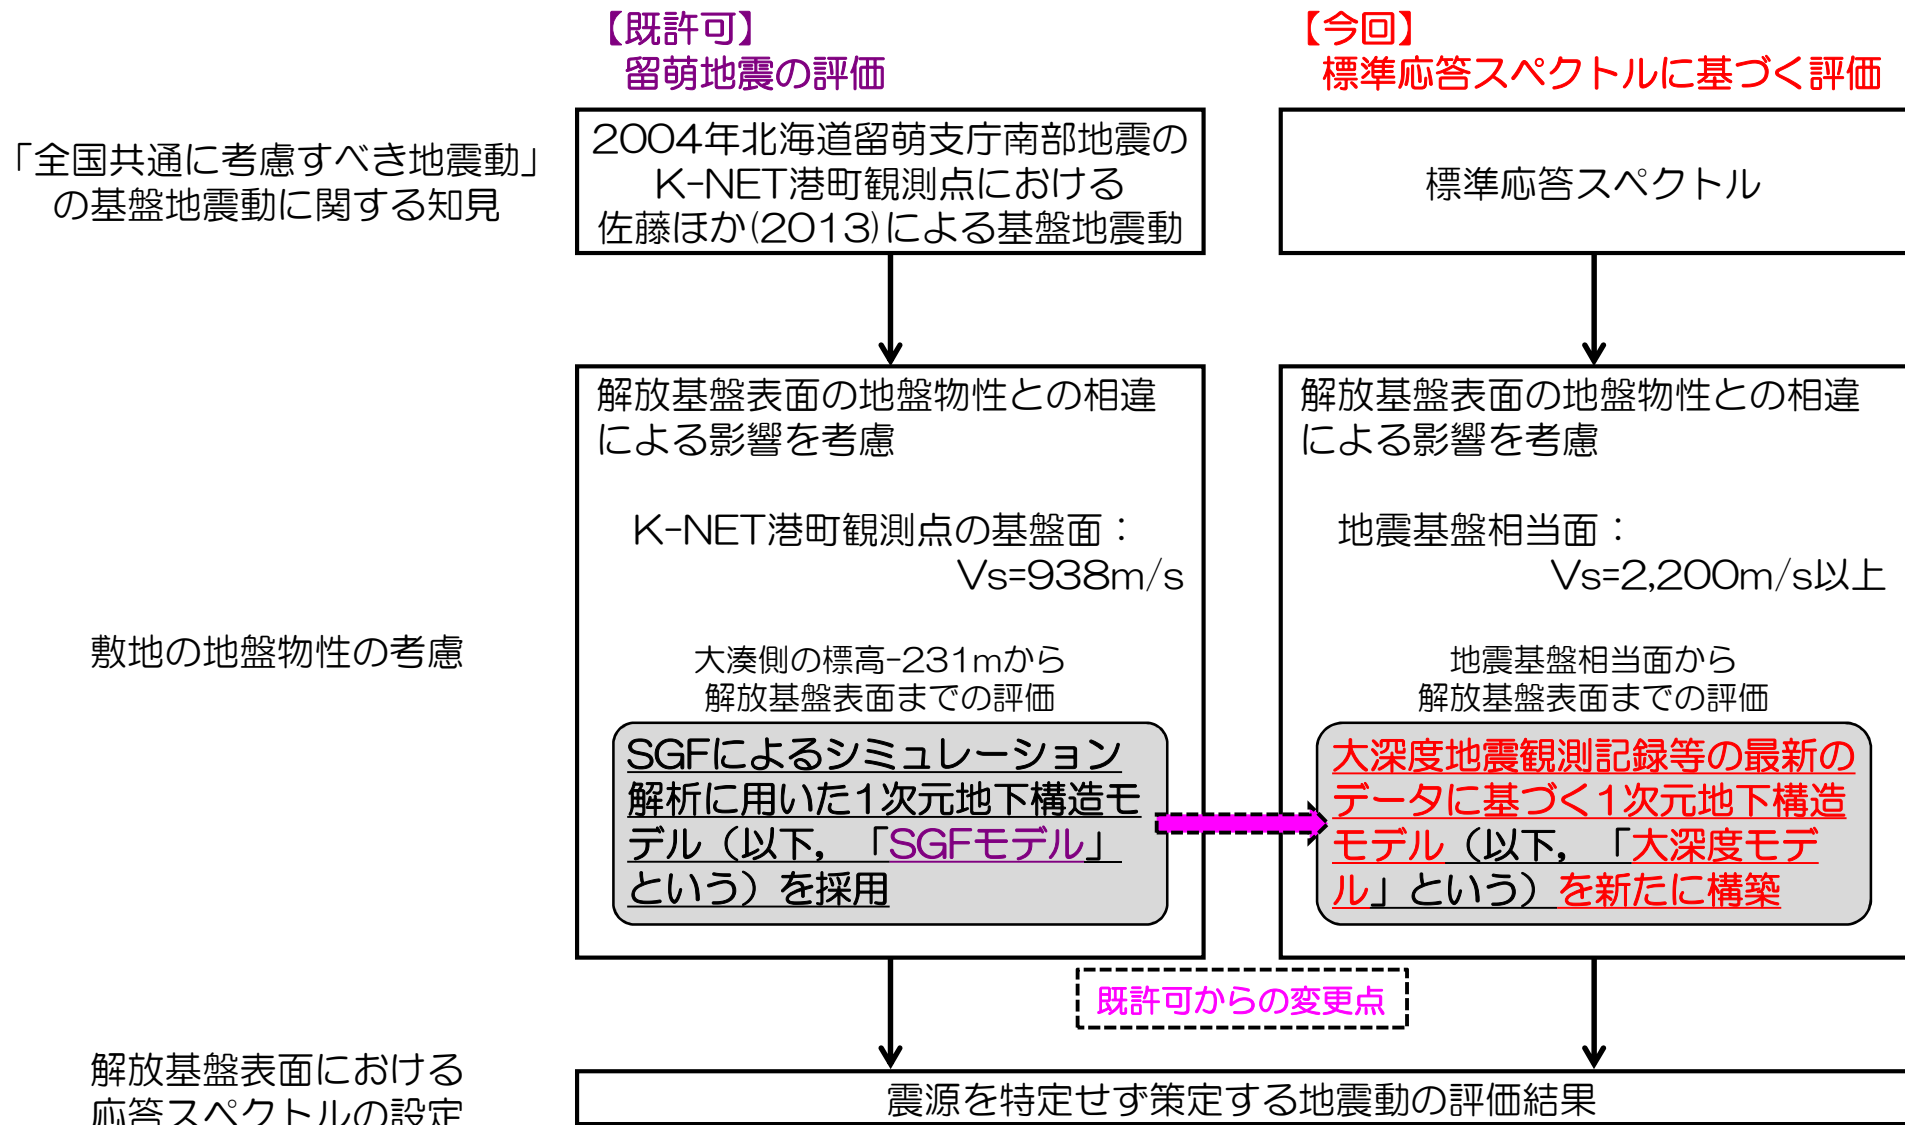 【既許可】
留萌地震の評価
【今回】
標準応答スペクトルに基づく評価
「全国共通に考慮すべき地震動」
の基盤地震動に関する知見
2004年北海道留萌支庁南部地震の
K-NET港町観測点における
佐藤ほか(2013)による基盤地震動
標準応答スペクトル
敷地の地盤物性の考慮
解放基盤表面の地盤物性との相違
による影響を考慮
K-NET港町観測点の基盤面：
Vs=938m/s
大湊側の標高-231mから
解放基盤表面までの評価
SGFによるシミュレーション
解析に用いた1次元地下構造モ
デル（以下，「SGFモデル」
という）を採用
解放基盤表面の地盤物性との相違
による影響を考慮
地震基盤相当面：
Vs=2,200m/s以上
地震基盤相当面から
解放基盤表面までの評価
大深度地震観測記録等の最新の
データに基づく1次元地下構造
モデル（以下，「大深度モデ
ル」という）を新たに構築
既許可からの変更点
解放基盤表面における
応答スペクトルの設定
震源を特定せず策定する地震動の評価結果